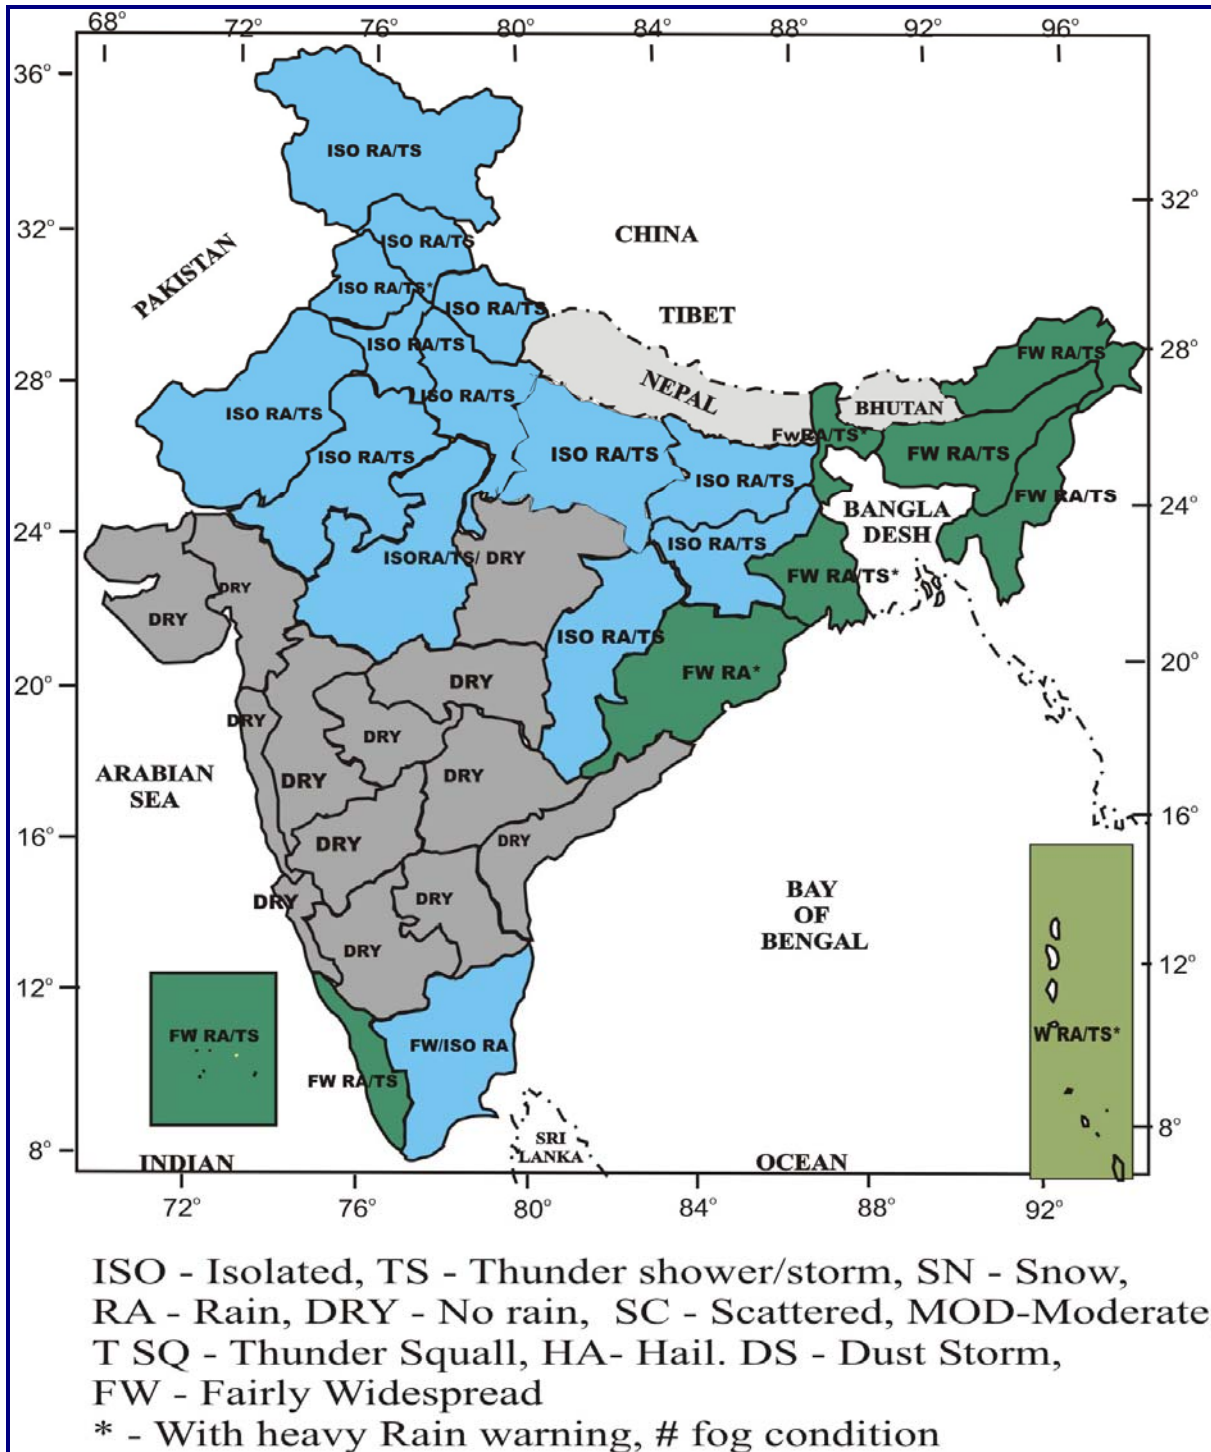 68° 72° 76° 80° 84° 88° 92° 96°
36°
ISO RA/TS
32°
32°
CHINA
ISO RA/TS
PAKISTAN
ISO RA/TS*
ISO RA/TS
TIBET
ISO RA/TS
FW RA/TS
28°
28°
NEPAL
ISO RA/TS
BHUTAN
ISO RA/TS
FwRA/TS*
ISO RA/TS
ISO RA/TS
FW RA/TS
ISO RA/TS
FW RA/TS
24°
24°
BANGLA
DESH
ISO RA/TS
ISORA/TS/ DRY
FW RA/TS*
DRY
DRY
ISO RA/TS
20°
20°
FW RA*
DRY
DRY
DRY
ARABIAN
SEA
DRY
DRY
16°
16°
DRY
DRY
BAY
OF
BENGAL
DRY
DRY
DRY
12°
12°
FW RA/TS
W RA/TS*
FW/ISO RA
FW RA/TS
8°
8°
SRI
LANKA
INDIAN
OCEAN
72° 76° 80° 84° 88° 92°
ISO - Isolated, TS - Thunder shower/storm, SN - Snow,
RA - Rain, DRY - No rain, SC - Scattered, MOD-Moderate
T SQ - Thunder Squall, HA- Hail. DS - Dust Storm,
FW - Fairly Widespread
* - With heavy Rain warning, # fog condition